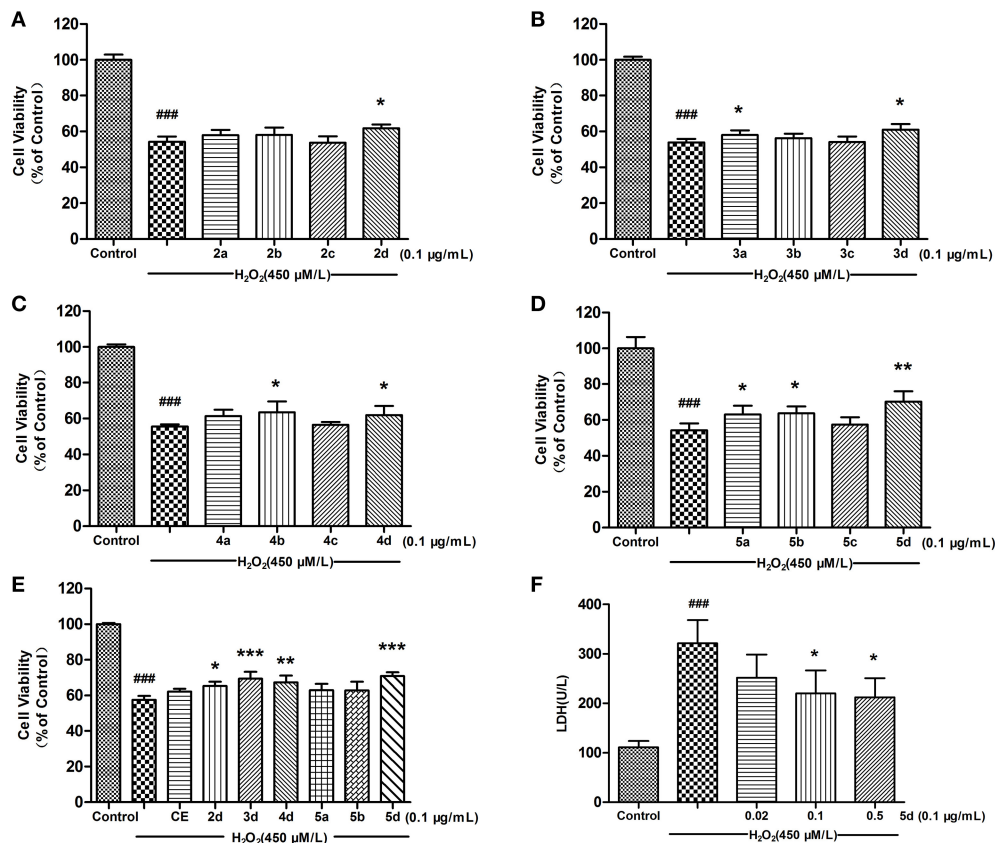 A
Cell Viability
(% of Control)
120
100
80
60
40
20
0
###
*
Control 2a 2b 2c 2d (0.1 μg/mL)
H₂O₂(450 μM/L)
B
Cell Viability
(% of Control)
120
100
80
60
40
20
0
###
*
*
Control 3a 3b 3c 3d (0.1 μg/mL)
H₂O₂(450 μM/L)
C
Cell Viability
(% of Control)
120
100
80
60
40
20
0
###
*
*
Control 4a 4b 4c 4d (0.1 μg/mL)
H₂O₂(450 μM/L)
D
Cell Viability
(% of Control)
120
100
80
60
40
20
0
###
*
*
**
Control 5a 5b 5c 5d (0.1 μg/mL)
H₂O₂(450 μM/L)
E
Cell Viability
(% of Control)
120
100
80
60
40
20
0
###
*
***
**
***
Control CE 2d 3d 4d 5a 5b 5d (0.1 μg/mL)
H₂O₂(450 μM/L)
F
LDH(U/L)
400
300
200
100
0
###
*
*
Control 0.02 0.1 0.5 5d (0.1 μg/mL)
H₂O₂(450 μM/L)